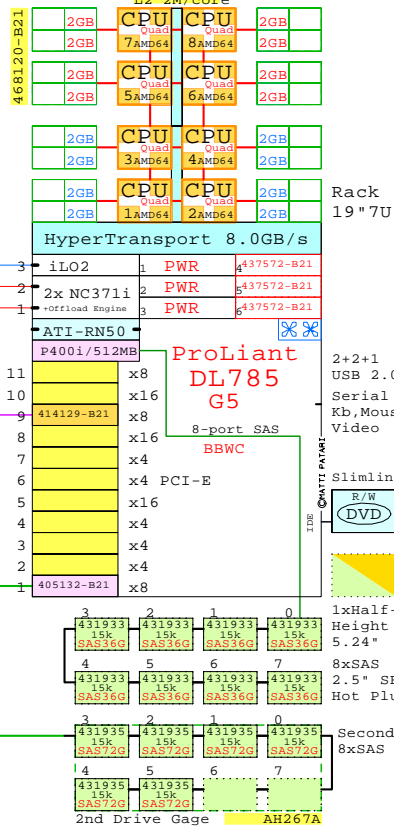 L2 2M/core
468120-B21
2GB CPU CPU 2GB
Quad Quad
2GB 7AMD64 8AMD64 2GB
2GB CPU CPU 2GB
Quad Quad
2GB 5AMD64 6AMD64 2GB
2GB CPU CPU 2GB
Quad Quad
2GB 3AMD64 4AMD64 2GB
2GB CPU CPU 2GB
Quad Quad
2GB 1AMD64 2AMD64 2GB
Rack
19"7U
HyperTransport 8.0GB/s
3 iLO2 1 PWR 4 437572-B21
2 2x NC371i 2 PWR 5 437572-B21
1 +Offload Engine 3 PWR 6 437572-B21
ATI-RN50
P400i/512MB
ProLiant
DL785
G5
2+2+1
USB 2.0
Serial
Kb,Mous
Video
11 x8
10 x16
9 414129-B21 x8
8 x16
7 x4
6 x4 PCI-E
5 x16
4 x4
3 x4
2 x4
1 405132-B21 x8
8-port SAS
BBWC
©MATTI PATARI
IDE
Slimlin
R/W
DVD
1xHalf-
Height
5.24"
3 2 1 0
431933 431933 431933 431933
15k 15k 15k 15k
SAS36G SAS36G SAS36G SAS36G
4 5 6 7
431933 431933 431933 431933
15k 15k 15k 15k
SAS36G SAS36G SAS36G SAS36G
8xSAS
2.5" SF
Hot Plu
3 2 1 0
431935 431935 431935 431935
15k 15k 15k 15k
SAS72G SAS72G SAS72G SAS72G
Second
8xSAS
4 5 6 7
431935 431935
15k 15k
SAS72G SAS72G
2nd Drive Gage AH267A